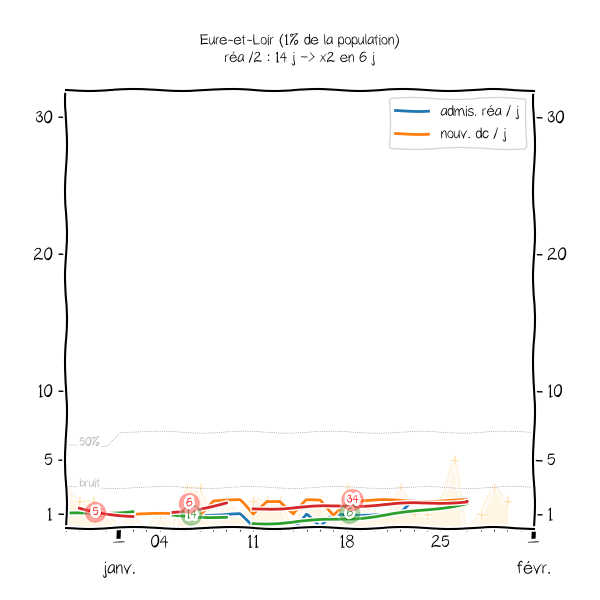 Eure-et-Loir (1% de la population)
réa /2 : 14 j -> x2 en 6 j
admis. réa / j
nouv. dc / j
30
30
20
20
10
10
50%
5
5
bruit
6
34
5
14
6
1
1
04
11
18
25
janv.
févr.